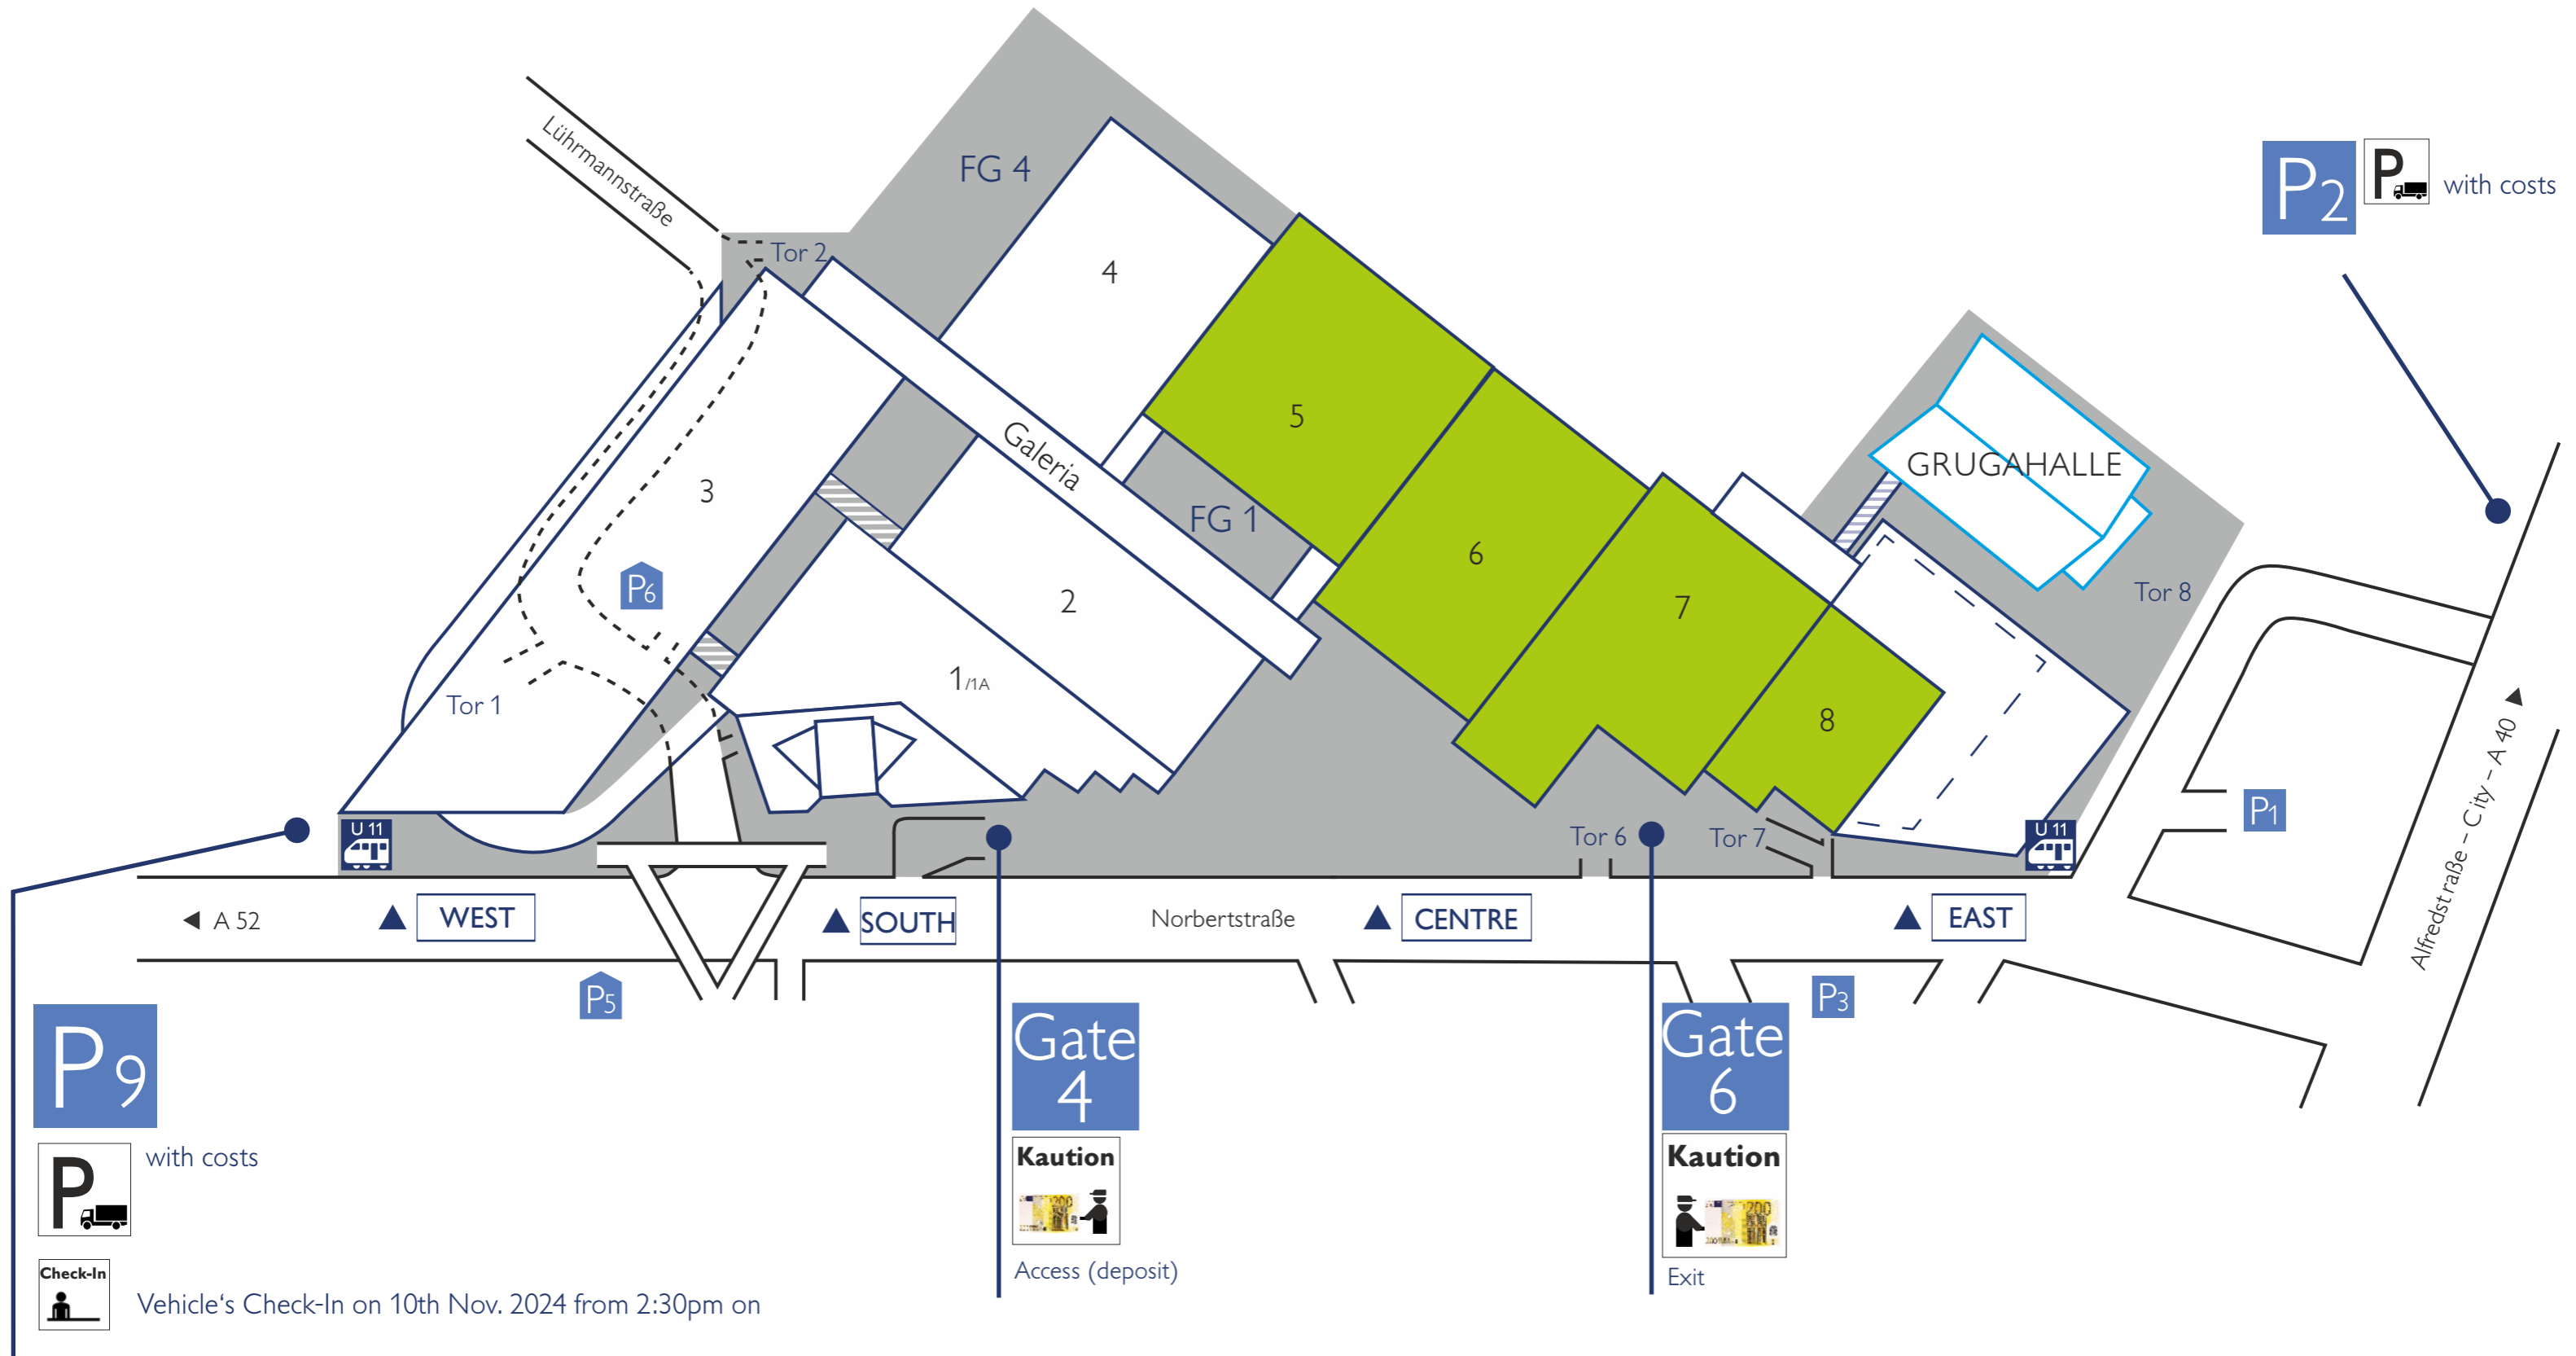 Lührmannstraße
FG 4
P2
P
with costs
Tor 2
4
5
GRUGAHALLE
Galeria
3
FG 1
6
P6
2
7
Tor 8
1/1A
Tor 1
8
Alfredstraße – City – A 40
P1
U 11
Tor 6
Tor 7
U 11
A 52
WEST
SOUTH
Norbertstraße
CENTRE
EAST
P5
P3
P 9
Gate
4
Gate
6
P
with costs
Kaution
200
Kaution
200
Access (deposit)
Exit
Check-In
Vehicle‘s Check-In on 10th Nov. 2024 from 2:30pm on